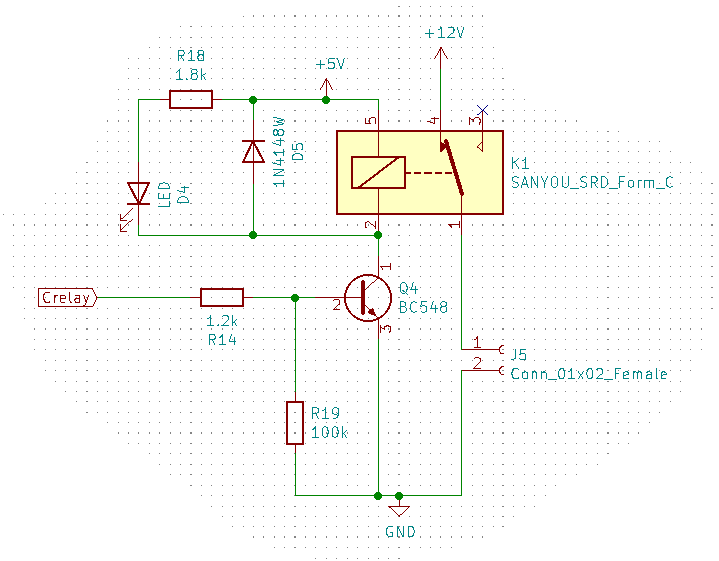 +12V
R18
1.8k
+5V
5
4
3
1N4148W
D5
K1
SANYOU_SRD_Form_C
LED
D4
2
1
1
Crelay
2
Q4
BC548
3
1.2k
R14
1
2
J5
Conn_01x02_Female
R19
100k
GND